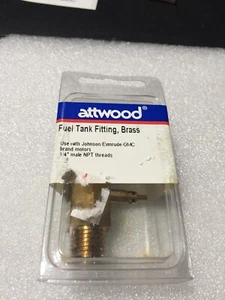 attwood
Fuel Tank Fitting, Brass
Use with Johnson Evinrude OMC
brand motors
1/4" male NPT threads